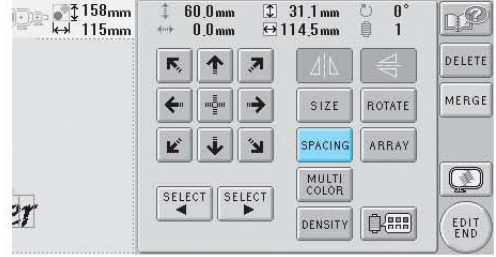 158mm 60.0mm 31.1mm 0°
115mm 0.0mm 114.5mm 1
DELETE
SIZE ROTATE MERGE
SPACING ARRAY
MULTI
COLOR
SELECT SELECT
DENSITY
EDIT
END
er